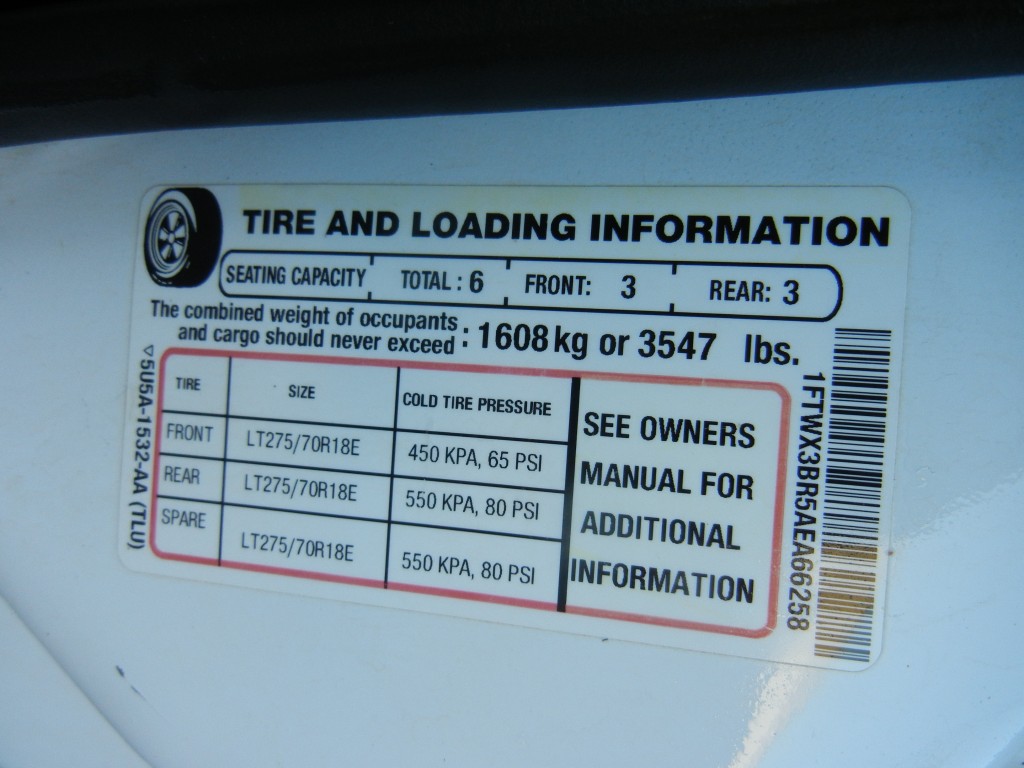 TIRE AND LOADING INFORMATION
SEATING CAPACITY TOTAL : 6 FRONT: 3 REAR: 3
The combined weight of occupants
and cargo should never exceed : 1608 kg or 3547 lbs.
TIRE SIZE COLD TIRE PRESSURE
FRONT LT275/70R18E 450 KPA, 65 PSI
REAR LT275/70R18E 550 KPA, 80 PSI
SPARE LT275/70R18E 550 KPA, 80 PSI
SEE OWNERS
MANUAL FOR
ADDITIONAL
INFORMATION
5U5A-1532-AA (TLU)
1FTWX3BR5AEA66258